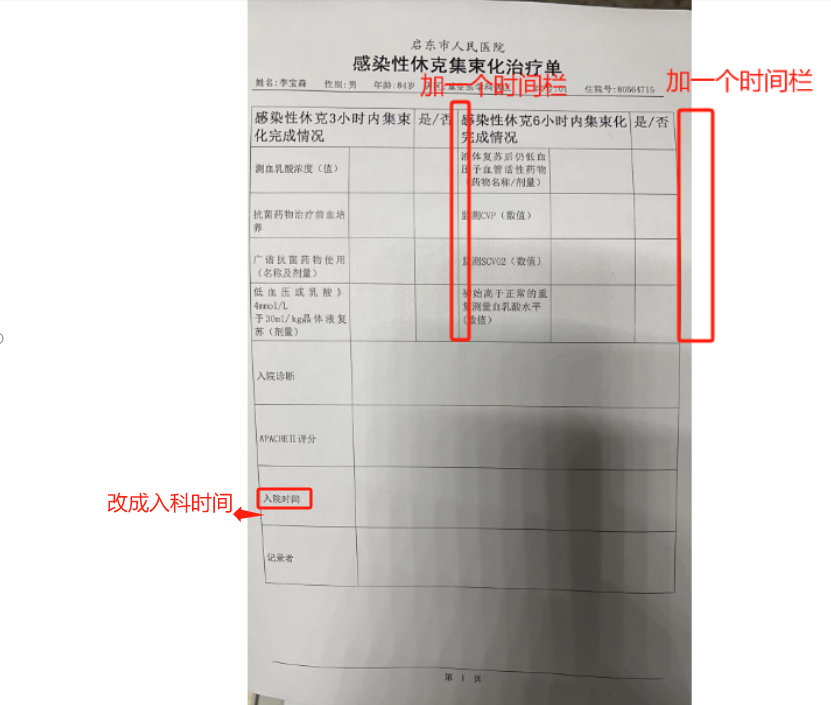 启东市人民医院
感染性休克集束化治疗单
加一个时间栏
加一个时间栏
姓名:李宝森 性别:男 年龄:84岁 住院号:80564715
感染性休克3小时内集束化完成情况
是/否
感染性休克6小时内集束化完成情况
是/否
测血乳酸浓度（值）
液体复苏后仍低血
压予血管活性药物
（药物名称/剂量）
抗菌药物治疗前血培
养
监测CVP（数值）
广谱抗菌药物使用
（名称及剂量）
监测SCVO2（数值）
低血压或乳酸》
4mmol/L
予30ml/kg晶体液复
苏（剂量）
初始高于正常的重
复测量血乳酸水平
（数值）
入院诊断
APACHEII评分
改成入科时间
入院时间
记录者
第 1 页